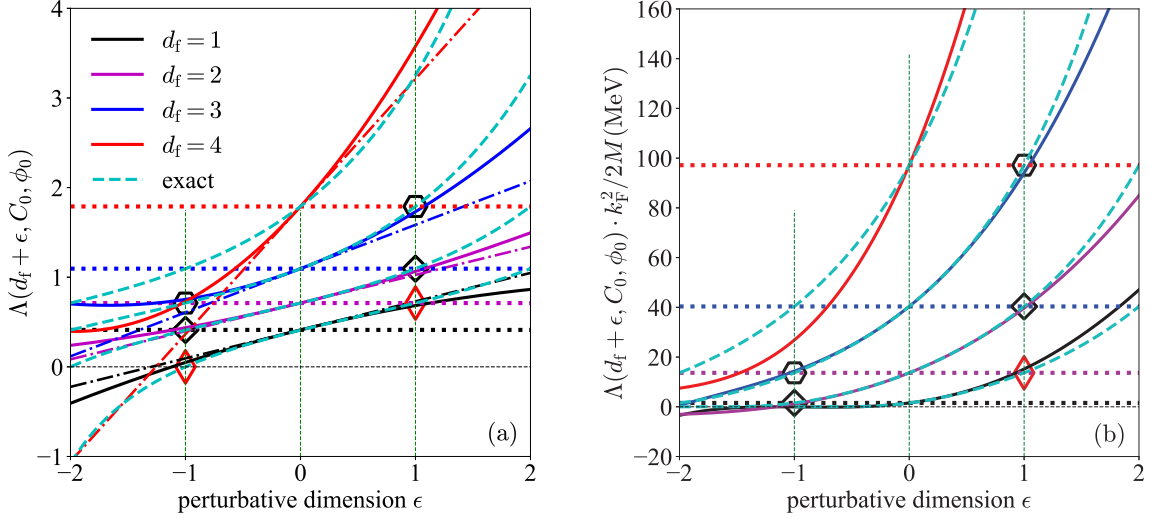 4
3
2
1
0
−1
Λ(d_f + ϵ, C_0, ϕ_0)
d_f = 1
d_f = 2
d_f = 3
d_f = 4
exact
(a)
−2 −1 0 1 2
perturbative dimension ϵ
160
140
120
100
80
60
40
20
0
−20
Λ(d_f + ϵ, C_0, ϕ_0) · k_F^2/2M (MeV)
(b)
−2 −1 0 1 2
perturbative dimension ϵ